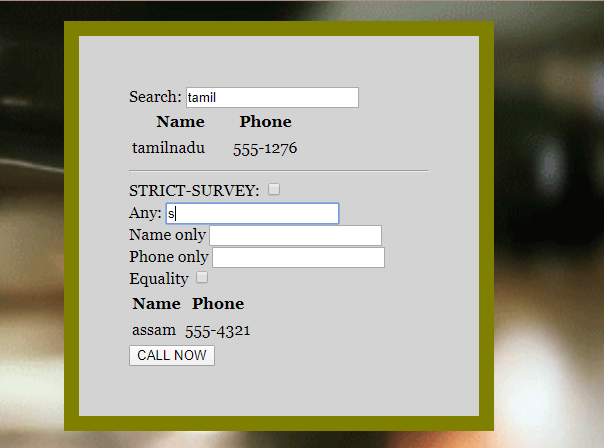 Search: tamil
Name Phone
tamilnadu 555-1276
STRICT-SURVEY:
Any: s
Name only
Phone only
Equality
Name Phone
assam 555-4321
CALL NOW